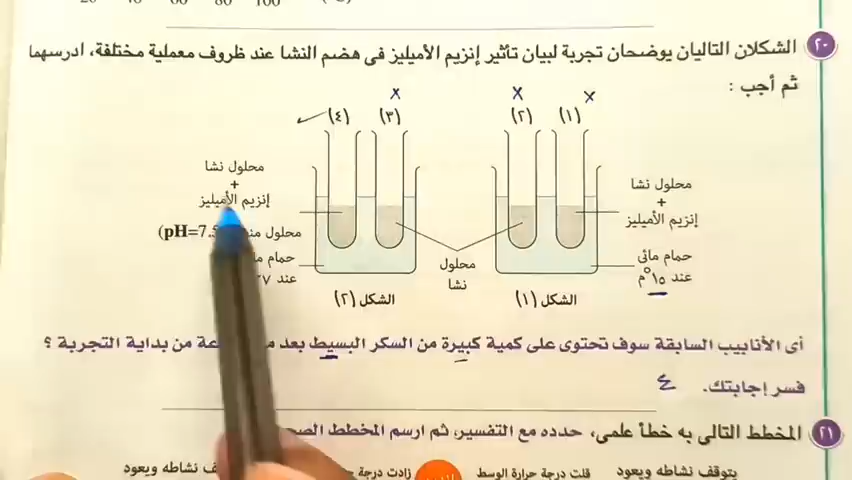 ٢٠ الشكلان التاليان يوضحان تجربة لبيان تأثير إنزيم الأميليز فى هضم النشا عند ظروف معملية مختلفة، ادرسهما
ثم أجب :
x x x
(١) (٢) (٣) (٤)
محلول نشا
+
إنزيم الأميليز
حمام مائى
عند ١٥°م
محلول
نشا
محلول نشا
+
إنزيم الأميليز
محلول (pH=7.5
حمام
عند
الشكل (١)
الشكل (٢)
أى الأنابيب السابقة سوف تحتوى على كمية كبيرة من السكر البسيط بعد من بداية التجربة ؟
فسر إجابتك. ٤
٢١ المخطط التالى به خطأ علمى، حدده مع التفسير، ثم ارسم المخطط
يتوقف نشاطه ويعود قلت درجة حرارة الوسط زادت درجة نشاطه ويعود